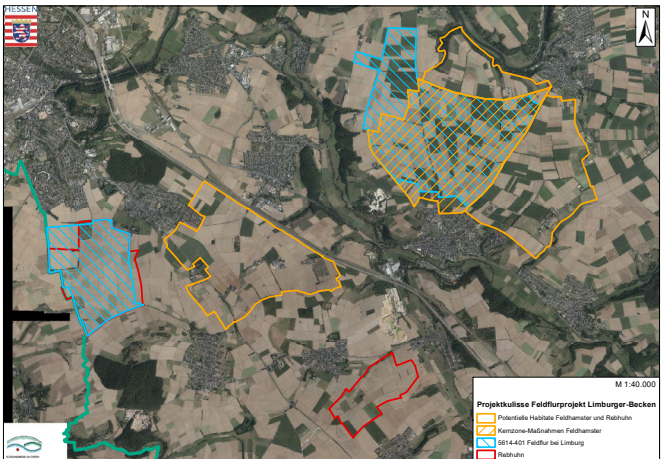 HESSEN
N
M 1:40.000
Projektkulisse Feldflurprojekt Limburger-Becken
Potentielle Habitate Feldhamster und Rebhuhn
Kernzone-Maßnahmen Feldhamster
5614-401 Feldflur bei Limburg
Rebhuhn